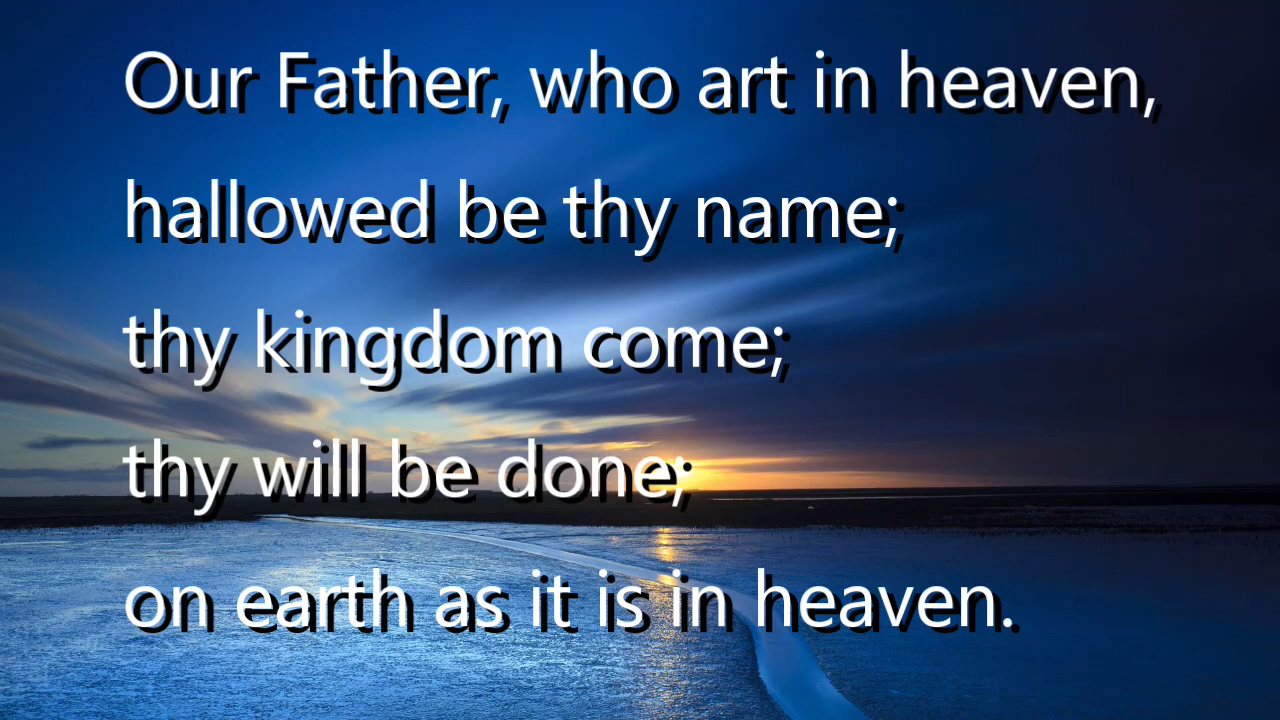 Our Father, who art in heaven,
hallowed be thy name;
thy kingdom come;
thy will be done;
on earth as it is in heaven.